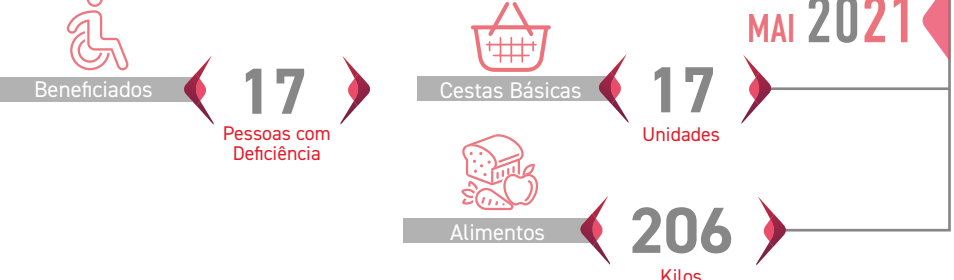 MAI 2021
Beneficiados
17
Pessoas com
Deficiência
Cestas Básicas
17
Unidades
Alimentos
206
Kilos